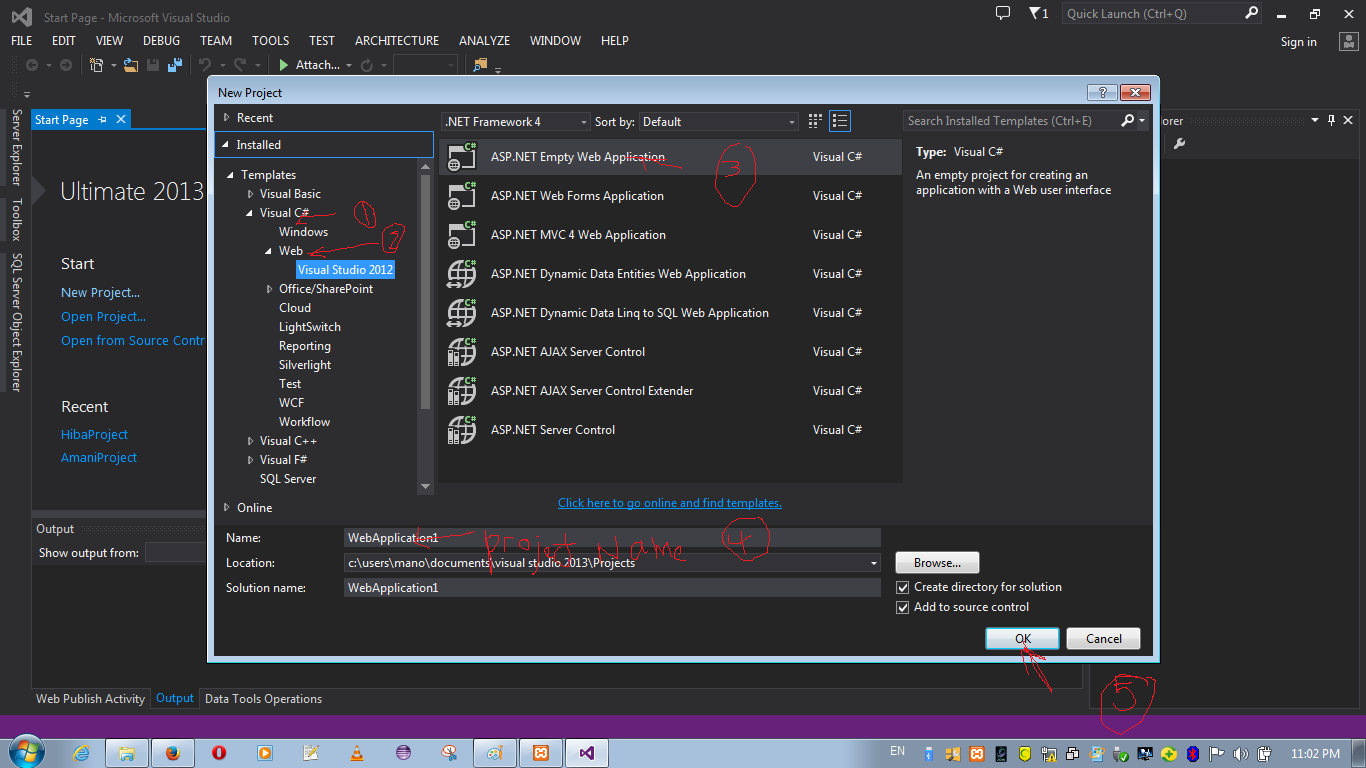 Start Page - Microsoft Visual Studio
1
Quick Launch (Ctrl+Q)
FILE EDIT VIEW DEBUG TEAM TOOLS TEST ARCHITECTURE ANALYZE WINDOW HELP
Sign in
Attach...
Server Explorer
Toolbox
SQL Server Object Explorer
Start Page
Ultimate 2013
Start
New Project...
Open Project...
Open from Source Contr
Recent
HibaProject
AmaniProject
Output
Show output from:
orer
New Project
Recent
Installed
Templates
Visual Basic
Visual C#
1
Windows
Web
2
Visual Studio 2012
Office/SharePoint
Cloud
LightSwitch
Reporting
Silverlight
Test
WCF
Workflow
Visual C++
Visual F#
SQL Server
Online
.NET Framework 4
Sort by: Default
Search Installed Templates (Ctrl+E)
ASP.NET Empty Web Application Visual C#
3
ASP.NET Web Forms Application Visual C#
ASP.NET MVC 4 Web Application Visual C#
ASP.NET Dynamic Data Entities Web Application Visual C#
ASP.NET Dynamic Data Linq to SQL Web Application Visual C#
ASP.NET AJAX Server Control Visual C#
ASP.NET AJAX Server Control Extender Visual C#
ASP.NET Server Control Visual C#
Click here to go online and find templates.
Type: Visual C#
An empty project for creating an
application with a Web user interface
Name: WebApplication1
Projet Name 4
Location: c:\users\mano\documents\visual studio 2013\Projects
Browse...
Solution name: WebApplication1
Create directory for solution
Add to source control
OK Cancel
5
Web Publish Activity Output Data Tools Operations
EN
11:02 PM